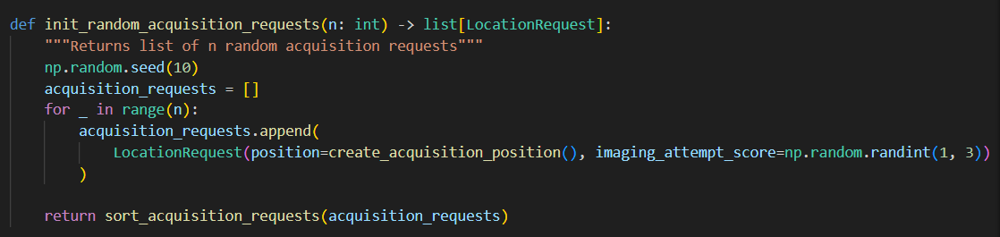 def init_random_acquisition_requests(n: int) -> list[LocationRequest]:
    """Returns list of n random acquisition requests"""
    np.random.seed(10)
    acquisition_requests = []
    for _ in range(n):
        acquisition_requests.append(
            LocationRequest(position=create_acquisition_position(), imaging_attempt_score=np.random.randint(1, 3))
        )

    return sort_acquisition_requests(acquisition_requests)